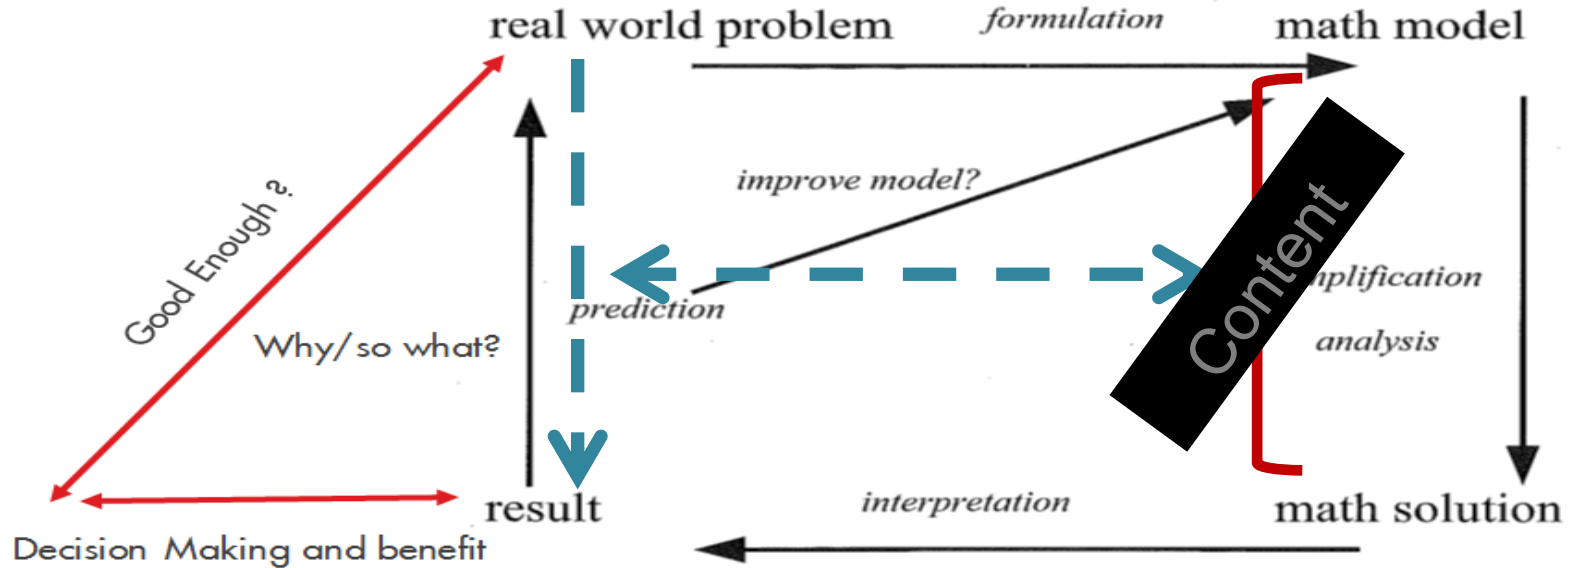 real world problem
formulation
math model
improve model?
Good Enough ?
Content
prediction
Why/so what?
analysis
result
interpretation
math solution
Decision Making and benefit